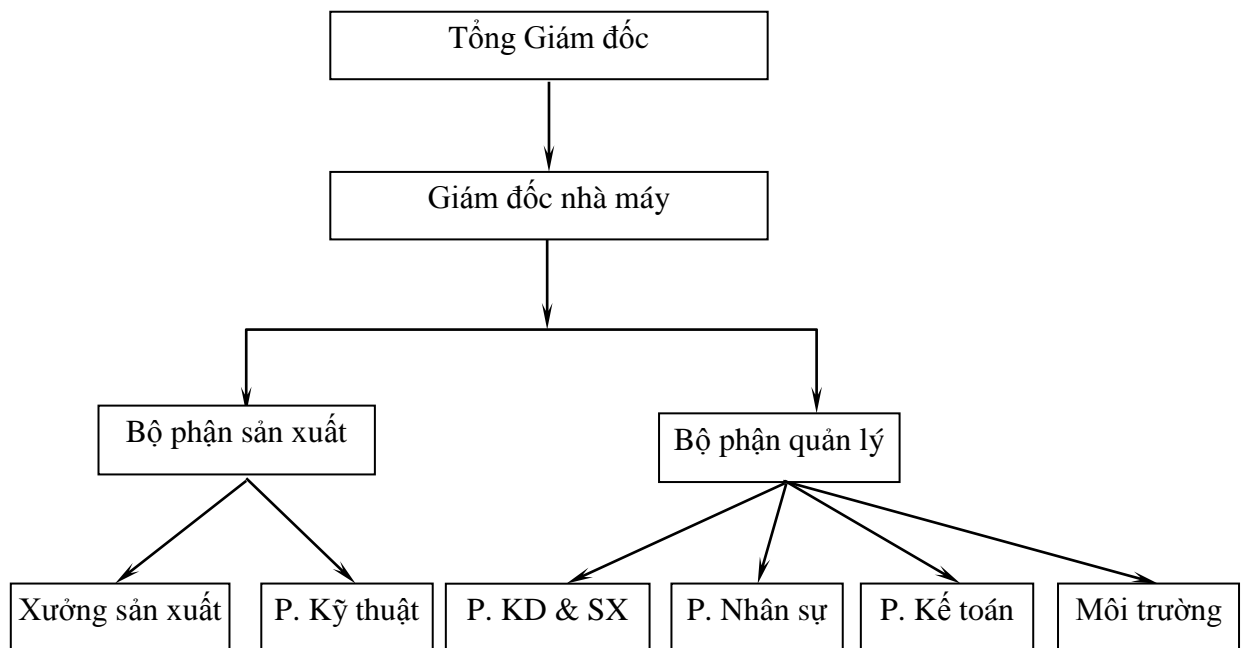 Tổng Giám đốc
Giám đốc nhà máy
Bộ phận sản xuất
Bộ phận quản lý
Xưởng sản xuất
P. Kỹ thuật
P. KD & SX
P. Nhân sự
P. Kế toán
Môi trường